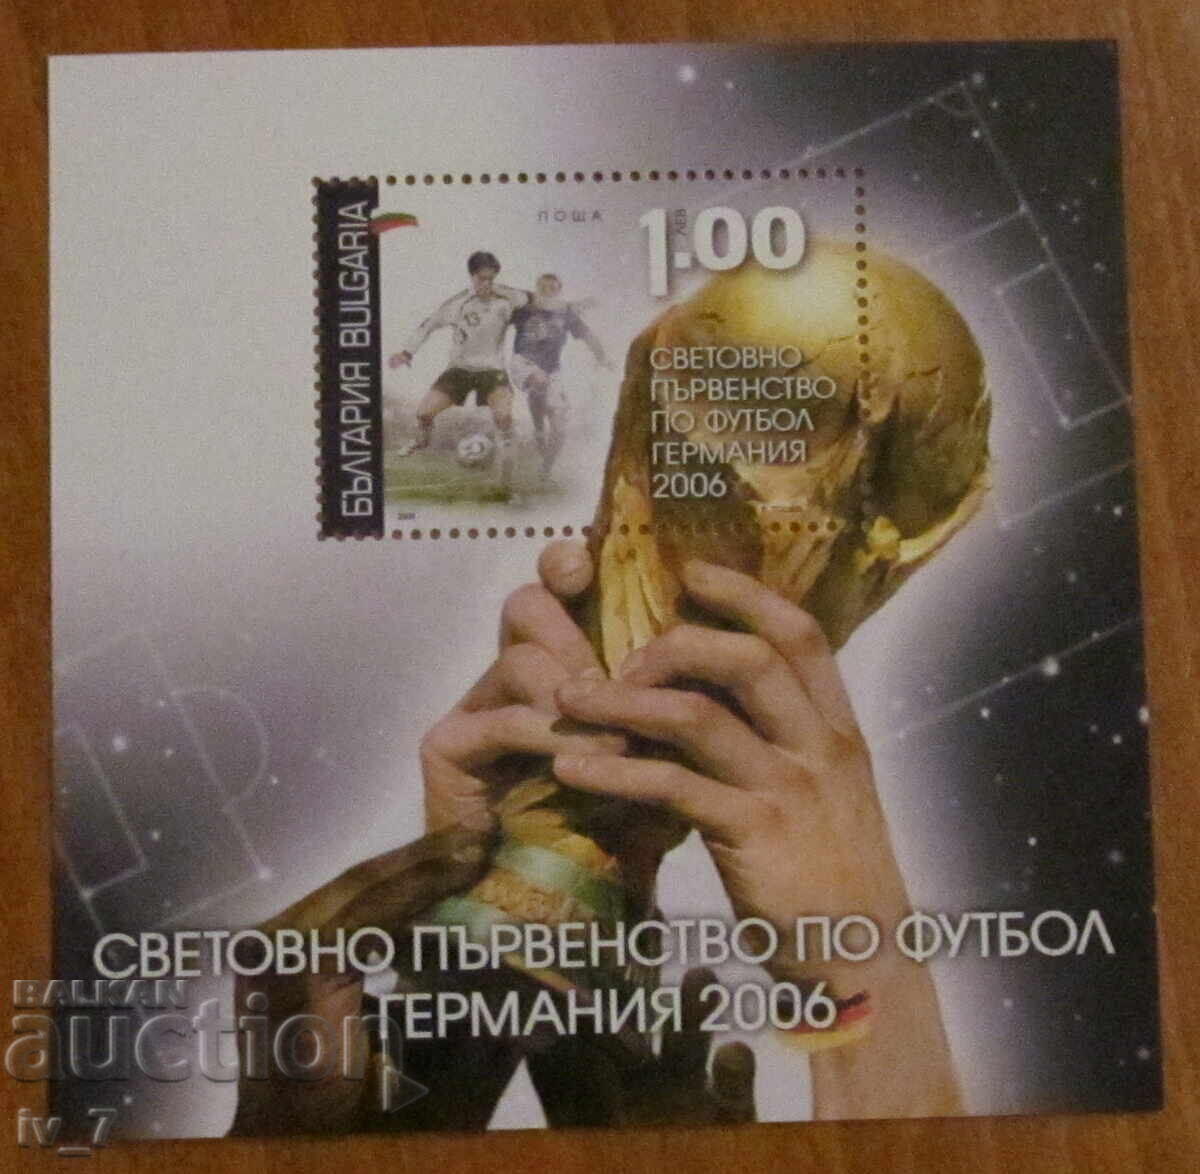 ПОЩА
1.00
ЛЕВ
БЪЛГАРИЯ BULGARIA
13
СВЕТОВНО
ПЪРВЕНСТВО
ПО ФУТБОЛ
ГЕРМАНИЯ
2006
СВЕТОВНО ПЪРВЕНСТВО ПО ФУТБОЛ
ГЕРМАНИЯ 2006
BALKAN
auction
iv_7